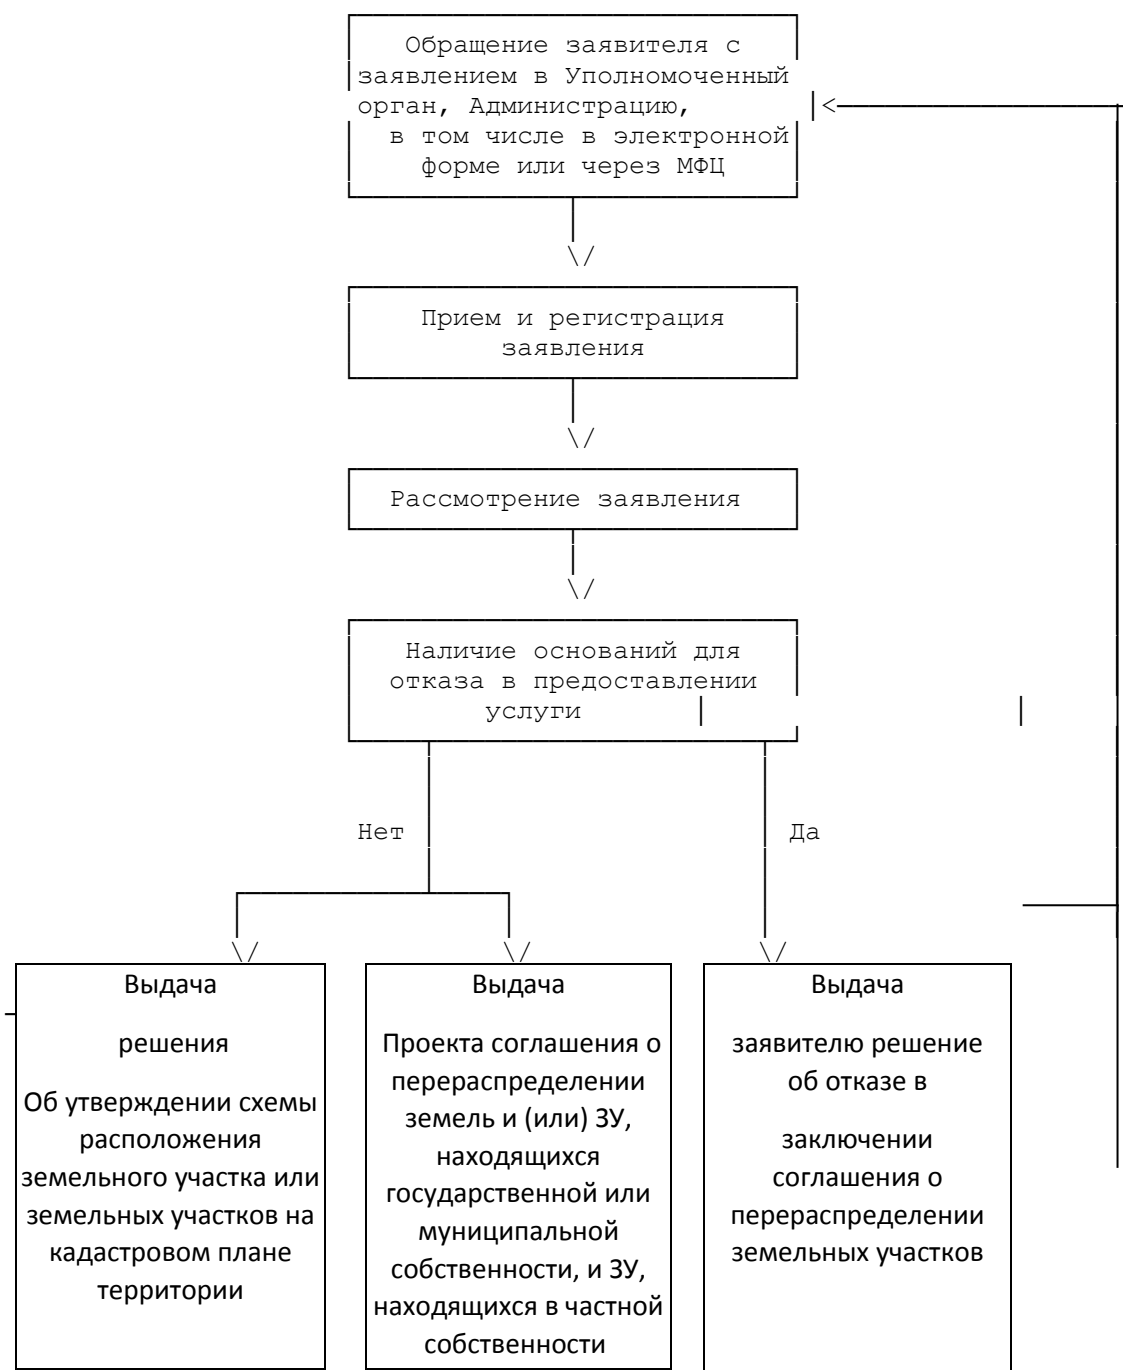 Обращение заявителя с
заявлением в Уполномоченный
орган, Администрацию,
в том числе в электронной
форме или через МФЦ
Прием и регистрация
заявления
Рассмотрение заявления
Наличие оснований для
отказа в предоставлении
услуги
Нет
Да
Выдача
решения
Об утверждении схемы
расположения
земельного участка или
земельных участков на
кадастровом плане
территории
Выдача
Проекта соглашения о
перераспределении
земель и (или) ЗУ,
находящихся
государственной или
муниципальной
собственности, и ЗУ,
находящихся в частной
собственности
Выдача
заявителю решение
об отказе в
заключении
соглашения о
перераспределении
земельных участков